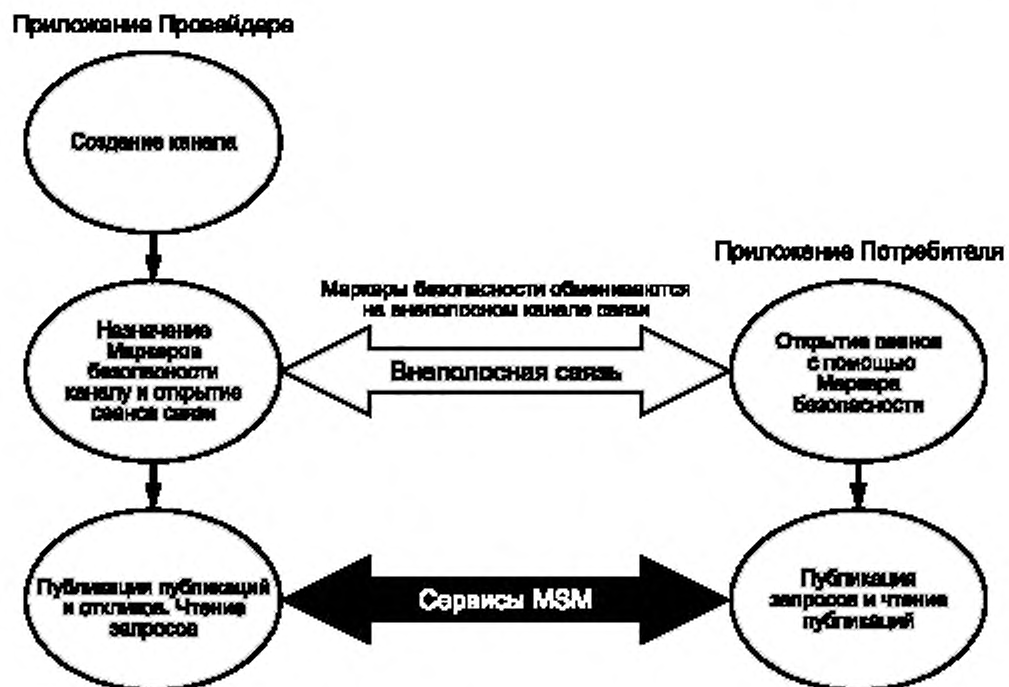 Приложение Провайдера
Создание канала
Приложение Потребителя
Маркеры безопасности обмениваются
на внеполосном канале связи
Назначение
Маркеров
безопасности
каналу и открытие
сеанса связи
Внеполосная связь
Открытие сеанса
с помощью
Маркера
безопасности
Публикация публикаций
и откликов. Чтение
запросов
Сервисы MSM
Публикация
запросов и чтение
публикаций